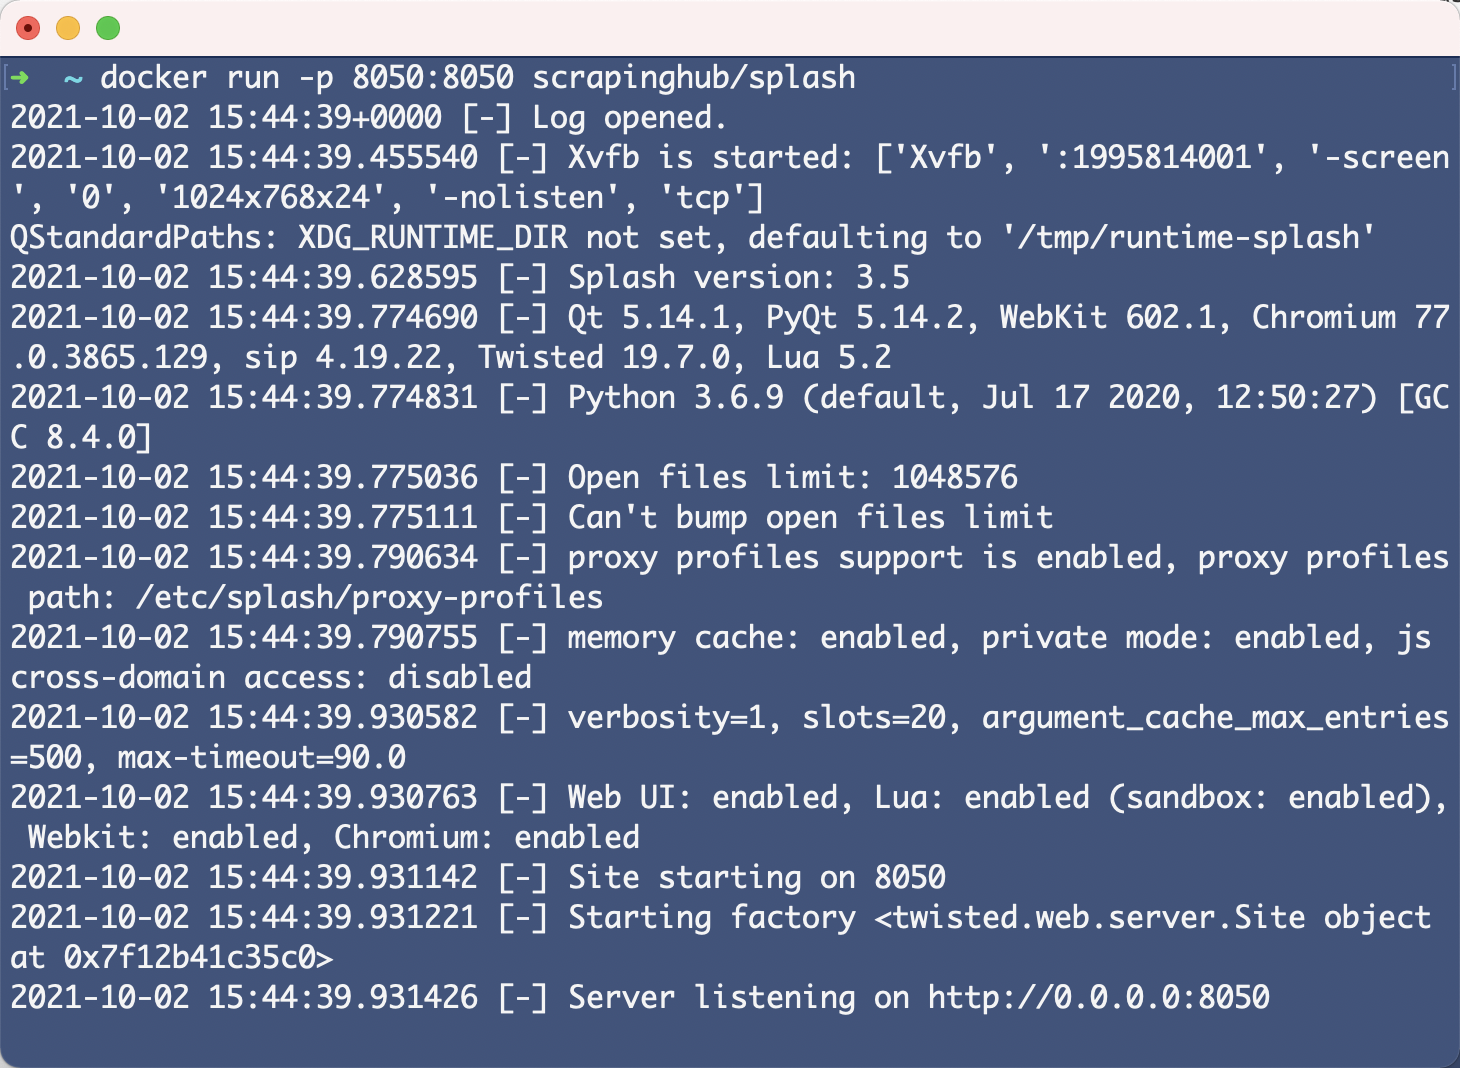 ➜  ~ docker run -p 8050:8050 scrapinghub/splash
2021-10-02 15:44:39+0000 [-] Log opened.
2021-10-02 15:44:39.455540 [-] Xvfb is started: ['Xvfb', ':1995814001', '-screen
', '0', '1024x768x24', '-nolisten', 'tcp']
QStandardPaths: XDG_RUNTIME_DIR not set, defaulting to '/tmp/runtime-splash'
2021-10-02 15:44:39.628595 [-] Splash version: 3.5
2021-10-02 15:44:39.774690 [-] Qt 5.14.1, PyQt 5.14.2, WebKit 602.1, Chromium 77
.0.3865.129, sip 4.19.22, Twisted 19.7.0, Lua 5.2
2021-10-02 15:44:39.774831 [-] Python 3.6.9 (default, Jul 17 2020, 12:50:27) [GC
C 8.4.0]
2021-10-02 15:44:39.775036 [-] Open files limit: 1048576
2021-10-02 15:44:39.775111 [-] Can't bump open files limit
2021-10-02 15:44:39.790634 [-] proxy profiles support is enabled, proxy profiles
 path: /etc/splash/proxy-profiles
2021-10-02 15:44:39.790755 [-] memory cache: enabled, private mode: enabled, js
cross-domain access: disabled
2021-10-02 15:44:39.930582 [-] verbosity=1, slots=20, argument_cache_max_entries
=500, max-timeout=90.0
2021-10-02 15:44:39.930763 [-] Web UI: enabled, Lua: enabled (sandbox: enabled),
 Webkit: enabled, Chromium: enabled
2021-10-02 15:44:39.931142 [-] Site starting on 8050
2021-10-02 15:44:39.931221 [-] Starting factory <twisted.web.server.Site object
at 0x7f12b41c35c0>
2021-10-02 15:44:39.931426 [-] Server listening on http://0.0.0.0:8050